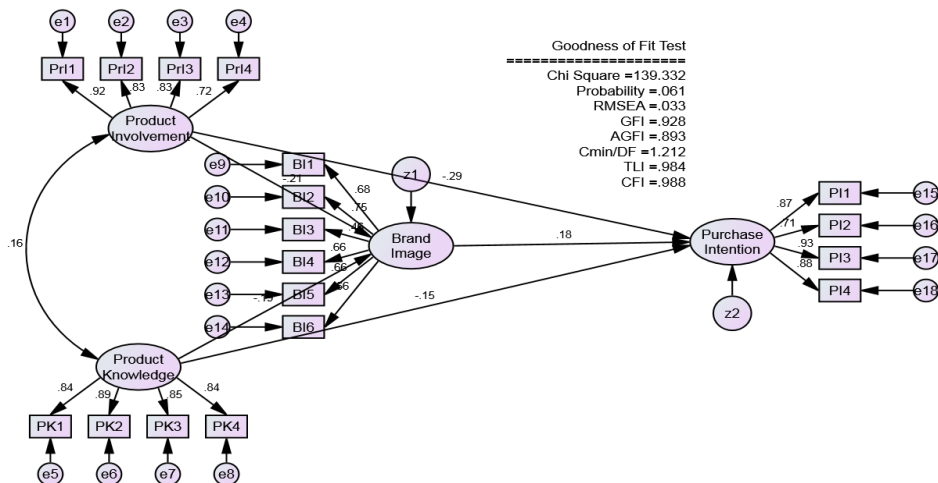 e1
e2
e3
e4
PrI1
PrI2
PrI3
PrI4
.92
.83
.83
.72
Product
Involvement
Goodness of Fit Test
=====================
Chi Square =139.332
Probability =.061
RMSEA =.033
GFI =.928
AGFI =.893
Cmin/DF =1.212
TLI =.984
CFI =.988
e9
e10
e11
e12
e13
e14
BI1
BI2
BI3
BI4
BI5
BI6
-.21
.68
.75
.66
.66
z1
Brand
Image
-.29
.18
-.15
.16
Purchase
Intention
z2
.87
.71
.93
.88
PI1
PI2
PI3
PI4
e15
e16
e17
e18
Product
Knowledge
.84
.89
.85
.84
PK1
PK2
PK3
PK4
e5
e6
e7
e8